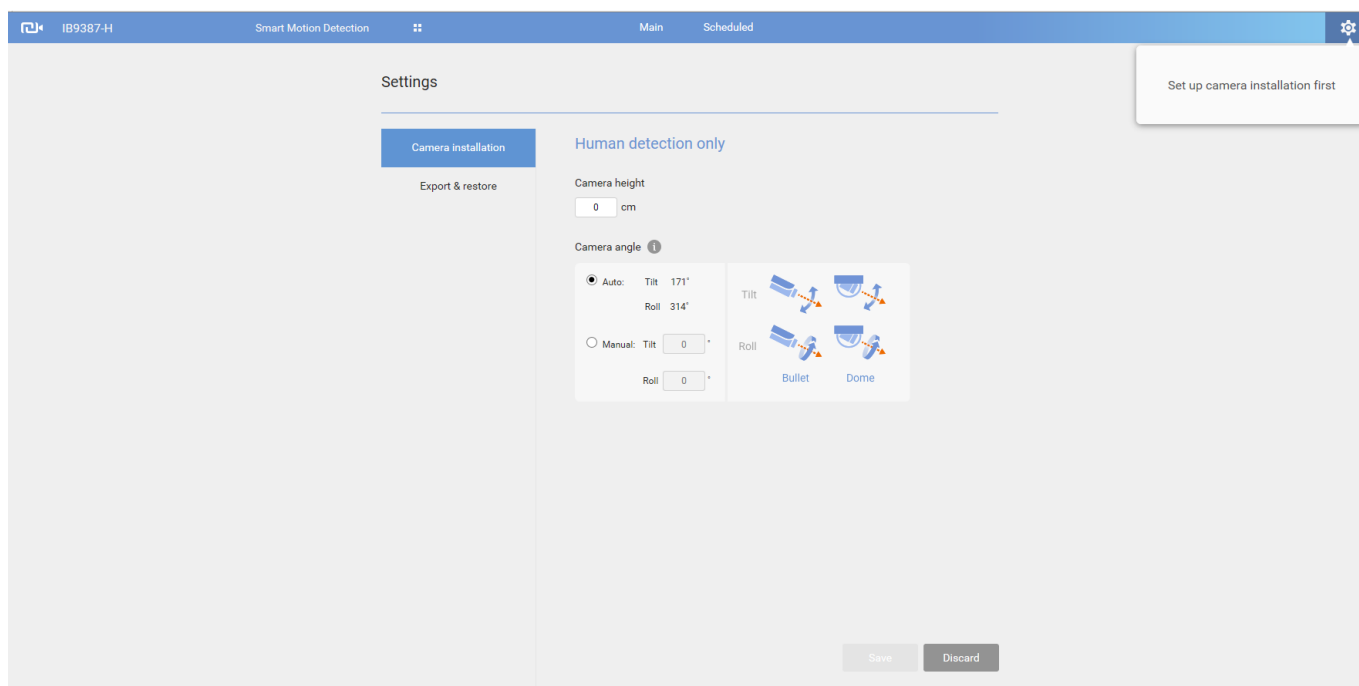 IB9387-H Smart Motion Detection Main Scheduled
Set up camera installation first
Settings
Camera installation
Export & restore
Human detection only
Camera height
0 cm
Camera angle i
Auto: Tilt 171°
Roll 314°
Manual: Tilt 0 °
Roll 0 °
Tilt
Roll
Bullet Dome
Save Discard